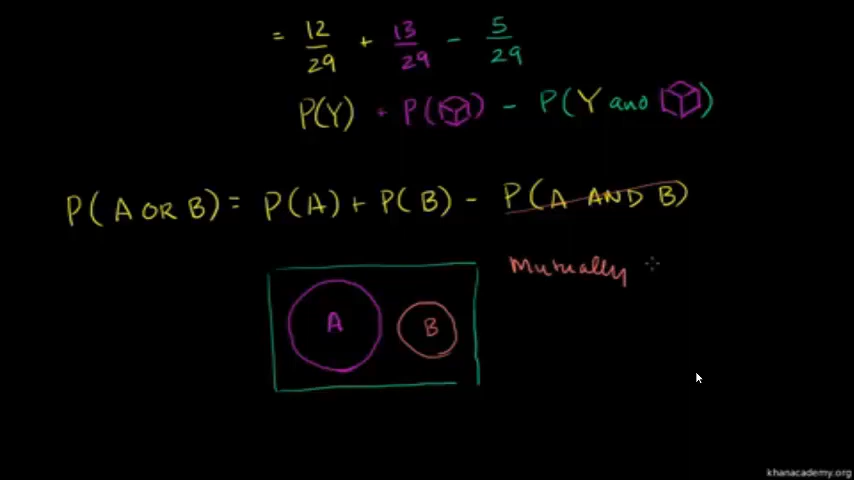 = 12/29 + 13/29 - 5/29
P(Y) + P( ) - P(Y and )
P(A OR B) = P(A) + P(B) - P(A AND B)
Mutually
A B
khanacademy.org